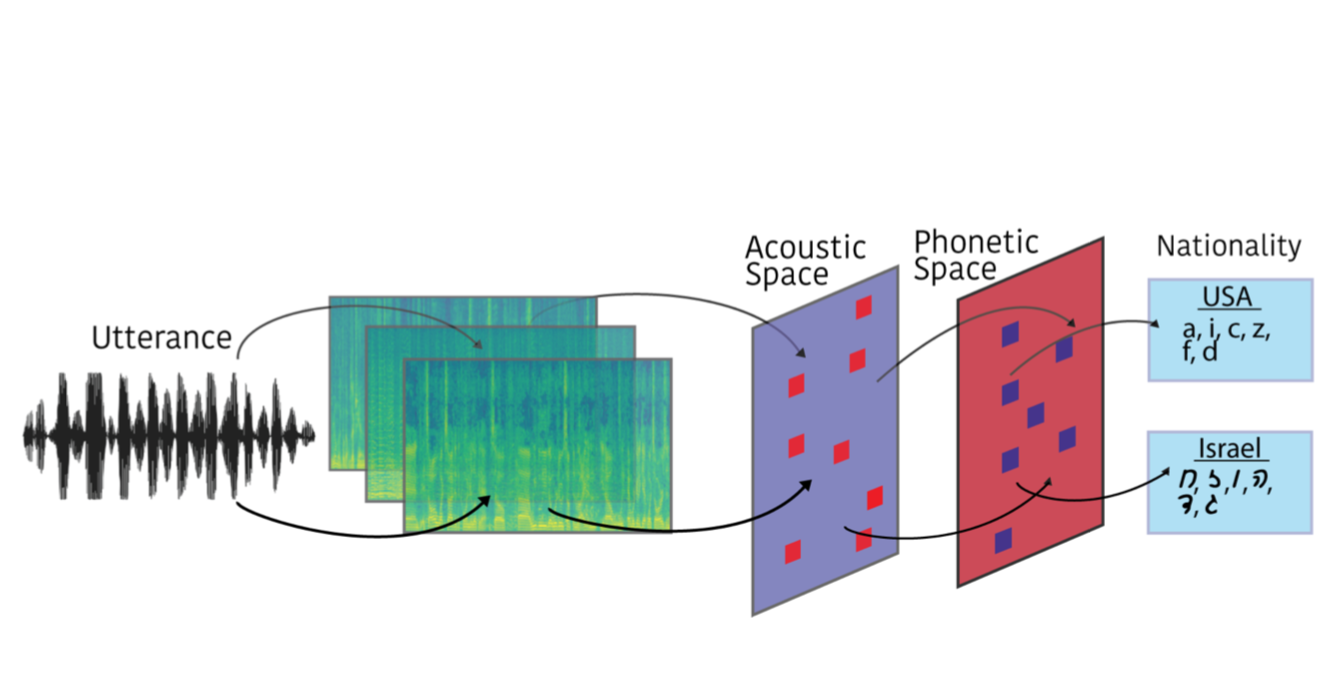 Acoustic
Space
Phonetic
Space
Nationality
Utterance
USA
a, i, c, z,
f, d
Israel